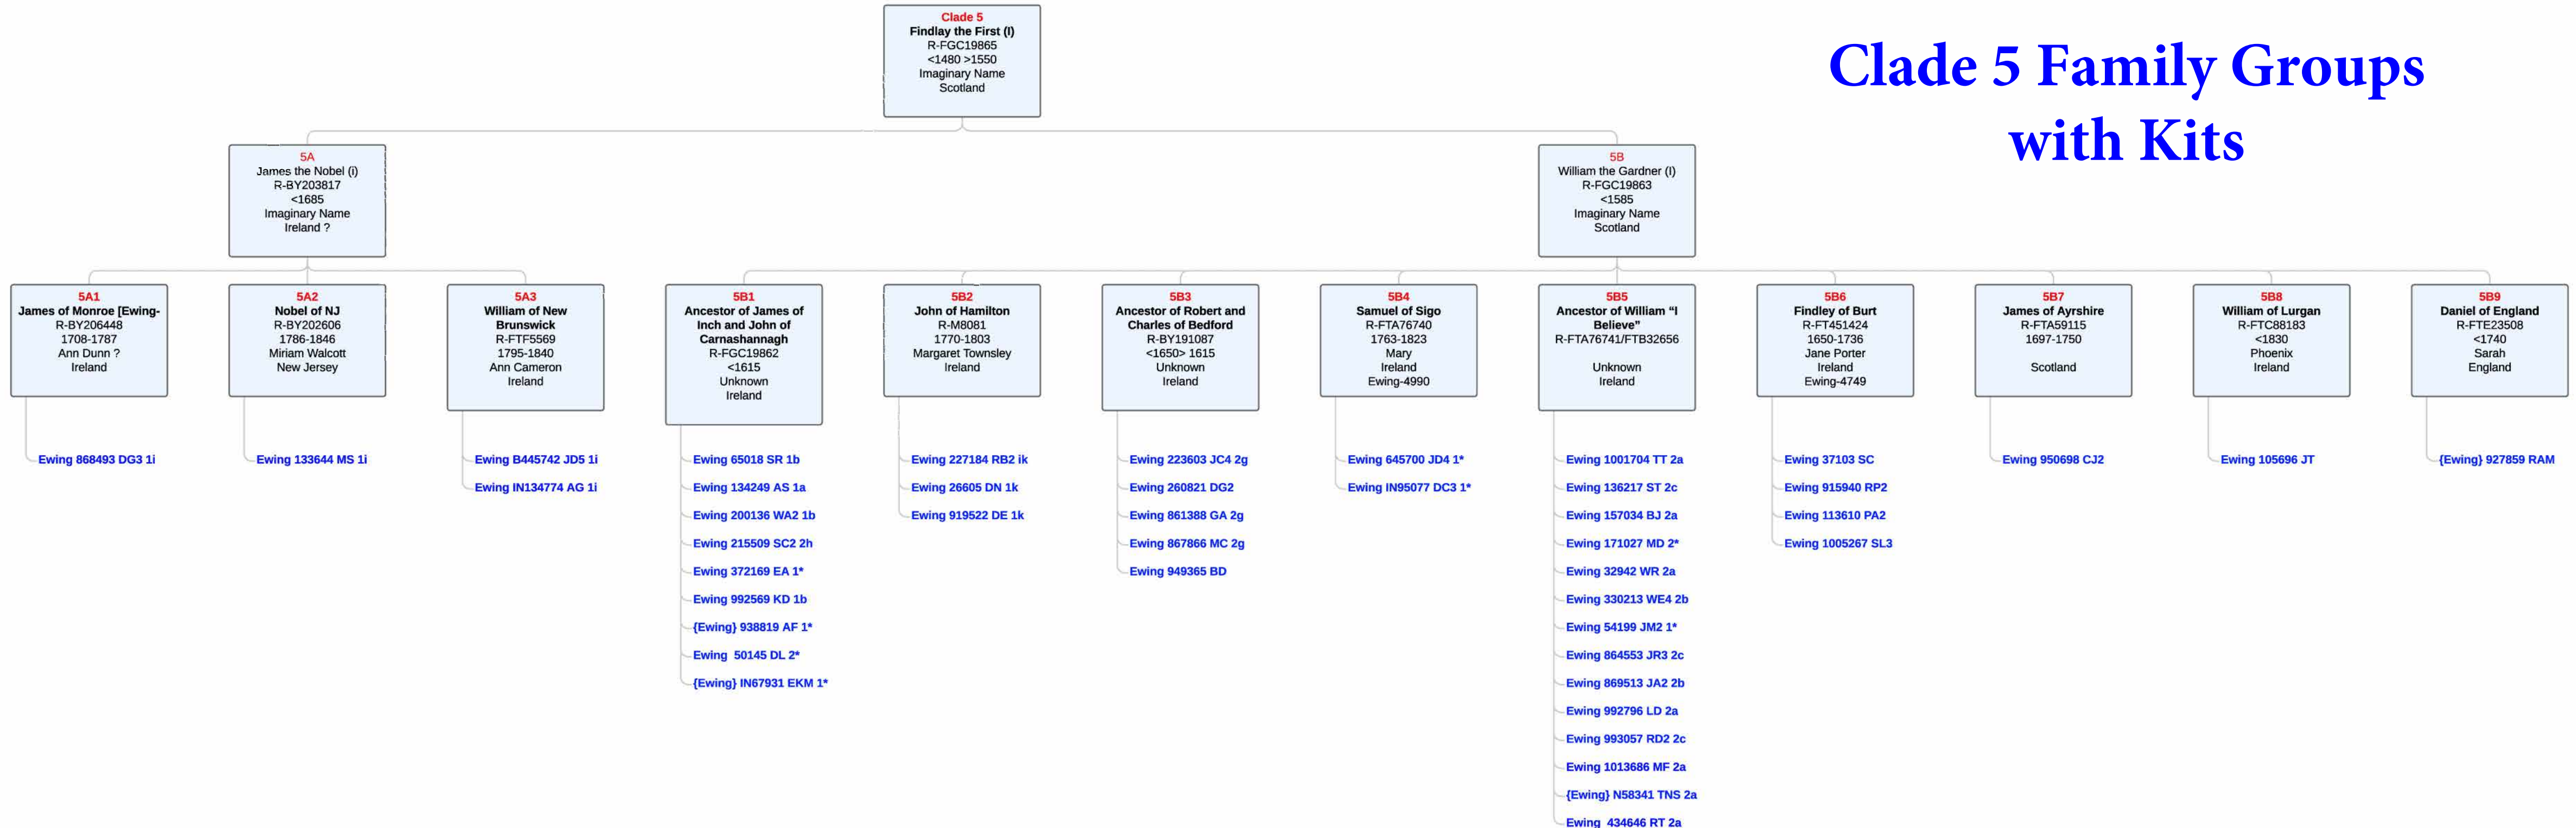 Clade 5 Family Groups
with Kits
Clade 5
Findlay the First (I)
R-FGC19865
<1480 >1550
Imaginary Name
Scotland
5A
James the Nobel (i)
R-BY203817
<1685
Imaginary Name
Ireland ?
5B
William the Gardner (I)
R-FGC19863
<1585
Imaginary Name
Scotland
5A1
James of Monroe [Ewing-
R-BY206448
1708-1787
Ann Dunn ?
Ireland
Ewing 868493 DG3 1i
5A2
Nobel of NJ
R-BY202606
1786-1846
Miriam Walcott
New Jersey
Ewing 133644 MS 1i
5A3
William of New
Brunswick
R-FTF5569
1795-1840
Ann Cameron
Ireland
Ewing B445742 JD5 1i
Ewing IN134774 AG 1i
5B1
Ancestor of James of
Inch and John of
Carnashannagh
R-FGC19862
<1615
Unknown
Ireland
Ewing 65018 SR 1b
Ewing 134249 AS 1a
Ewing 200136 WA2 1b
Ewing 215509 SC2 2h
Ewing 372169 EA 1*
Ewing 992569 KD 1b
{Ewing} 938819 AF 1*
Ewing  50145 DL 2*
{Ewing} IN67931 EKM 1*
5B2
John of Hamilton
R-M8081
1770-1803
Margaret Townsley
Ireland
Ewing 227184 RB2 ik
Ewing 26605 DN 1k
Ewing 919522 DE 1k
5B3
Ancestor of Robert and
Charles of Bedford
R-BY191087
<1650> 1615
Unknown
Ireland
Ewing 223603 JC4 2g
Ewing 260821 DG2
Ewing 861388 GA 2g
Ewing 867866 MC 2g
Ewing 949365 BD
5B4
Samuel of Sigo
R-FTA76740
1763-1823
Mary
Ireland
Ewing-4990
Ewing 645700 JD4 1*
Ewing IN95077 DC3 1*
5B5
Ancestor of William “I
Believe”
R-FTA76741/FTB32656
Unknown
Ireland
Ewing 1001704 TT 2a
Ewing 136217 ST 2c
Ewing 157034 BJ 2a
Ewing 171027 MD 2*
Ewing 32942 WR 2a
Ewing 330213 WE4 2b
Ewing 54199 JM2 1*
Ewing 864553 JR3 2c
Ewing 869513 JA2 2b
Ewing 992796 LD 2a
Ewing 993057 RD2 2c
Ewing 1013686 MF 2a
{Ewing} N58341 TNS 2a
Ewing  434646 RT 2a
5B6
Findley of Burt
R-FT451424
1650-1736
Jane Porter
Ireland
Ewing-4749
Ewing 37103 SC
Ewing 915940 RP2
Ewing 113610 PA2
Ewing 1005267 SL3
5B7
James of Ayrshire
R-FTA59115
1697-1750
Scotland
Ewing 950698 CJ2
5B8
William of Lurgan
R-FTC88183
<1830
Phoenix
Ireland
Ewing 105696 JT
5B9
Daniel of England
R-FTE23508
<1740
Sarah
England
{Ewing} 927859 RAM